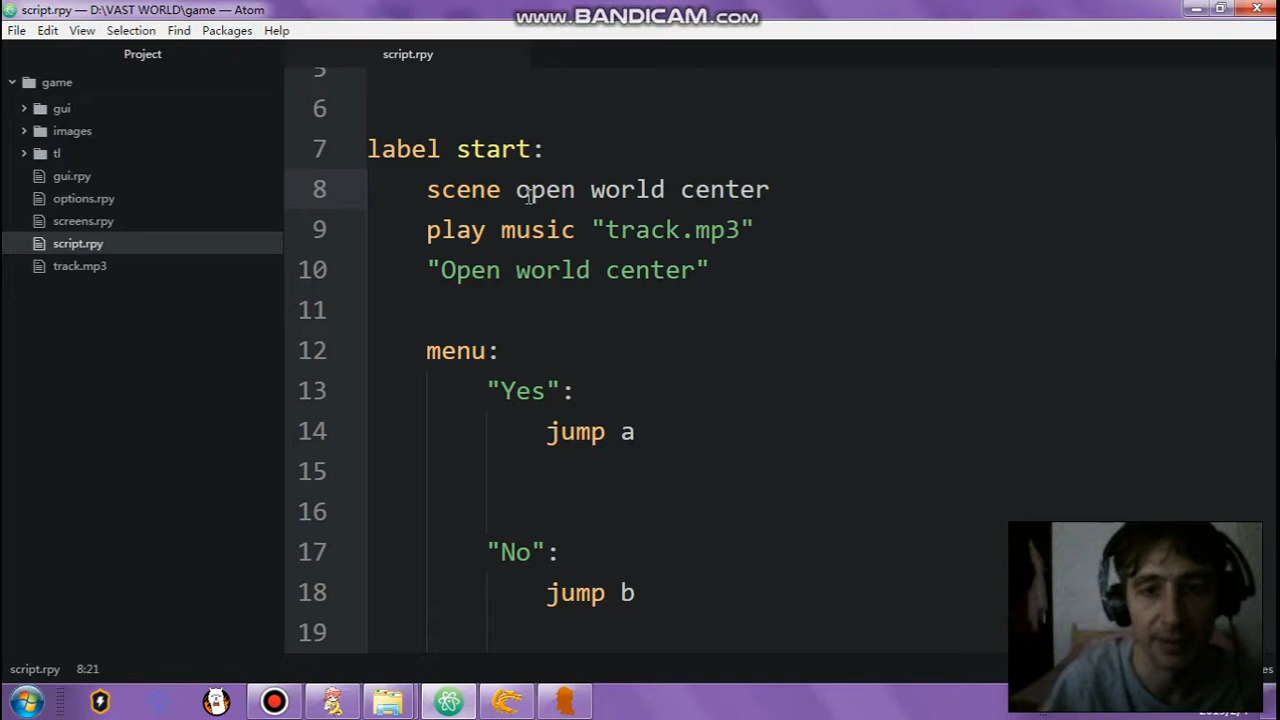 script.rpy — D:\VAST WORLD\game — Atom
www.BANDICAM.com
File Edit View Selection Find Packages Help
Project
script.rpy
game
gui
images
tl
gui.rpy
options.rpy
screens.rpy
script.rpy
track.mp3
5
6
7 label start:
8 scene open world center
9 play music "track.mp3"
10 "Open world center"
11
12 menu:
13 "Yes":
14 jump a
15
16
17 "No":
18 jump b
19
script.rpy 8:21